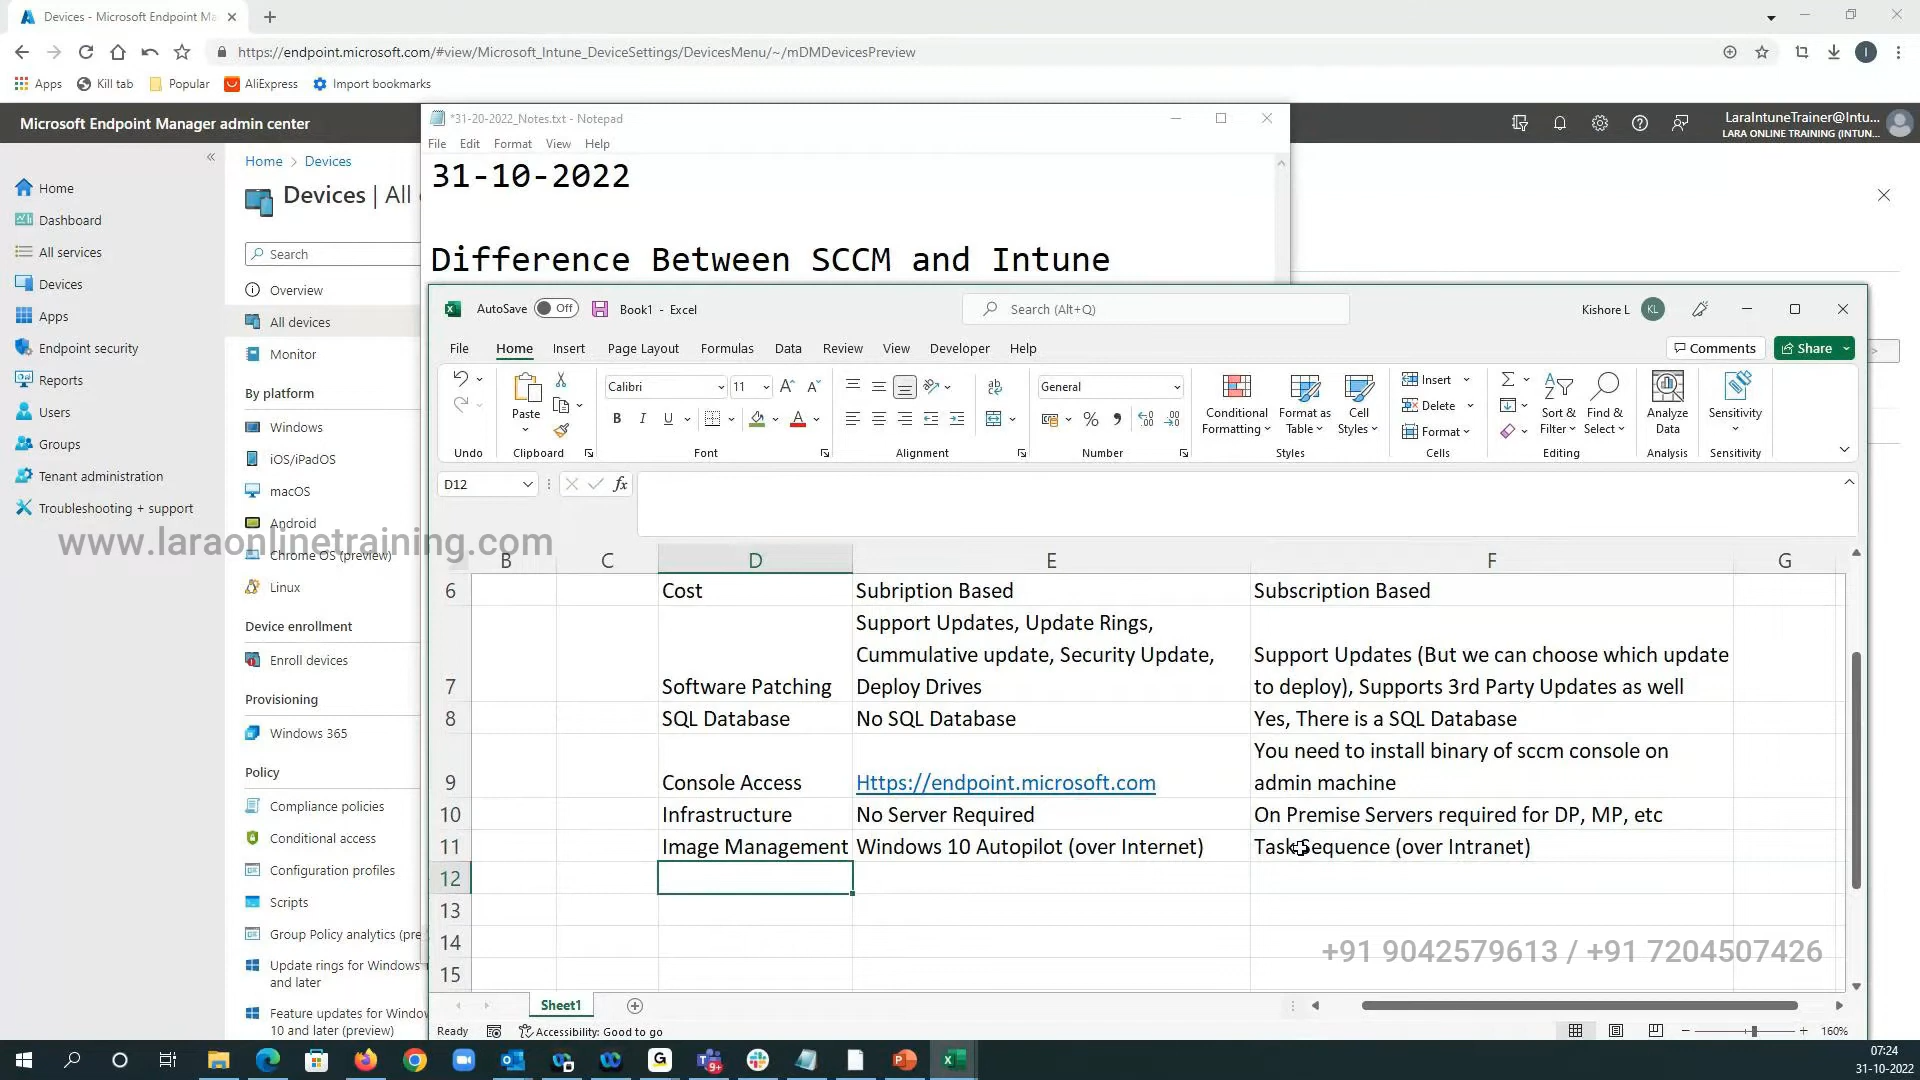 Devices - Microsoft Endpoint Ma
https://endpoint.microsoft.com/#view/Microsoft_Intune_DeviceSettings/DevicesMenu/~/mDMDevicesPreview
I
Apps
Kill tab
Popular
AliExpress
Import bookmarks
Microsoft Endpoint Manager admin center
LaraIntuneTrainer@Intu...
LARA ONLINE TRAINING (INTUN...
Home
Dashboard
All services
Devices
Apps
Endpoint security
Reports
Users
Groups
Tenant administration
Troubleshooting + support
Home > Devices
Devices | All
Search
Overview
All devices
Monitor
By platform
Windows
iOS/iPadOS
macOS
Android
Chrome OS (preview)
Linux
Device enrollment
Enroll devices
Provisioning
Windows 365
Policy
Compliance policies
Conditional access
Configuration profiles
Scripts
Group Policy analytics (pre
Update rings for Windows
and later
Feature updates for Windows
10 and later (preview)
*31-20-2022_Notes.txt - Notepad
File Edit Format View Help
31-10-2022
Difference Between SCCM and Intune
AutoSave Off Book1 - Excel
Search (Alt+Q)
Kishore L KL
File Home Insert Page Layout Formulas Data Review View Developer Help
Comments Share
Undo
Paste
Clipboard
Calibri 11
B I U
Font
ab
Alignment
General
Number
Conditional Formatting
Format as Table
Cell Styles
Styles
Insert
Delete
Format
Cells
Sort & Filter
Find & Select
Editing
Analyze Data
Analysis
Sensitivity
Sensitivity
D12 fx
B C D E F G
6 Cost Subription Based Subscription Based
7 Software Patching Support Updates, Update Rings, Cummulative update, Security Update, Deploy Drives Support Updates (But we can choose which update to deploy), Supports 3rd Party Updates as well
8 SQL Database No SQL Database Yes, There is a SQL Database
9 Console Access Https://endpoint.microsoft.com You need to install binary of sccm console on admin machine
10 Infrastructure No Server Required On Premise Servers required for DP, MP, etc
11 Image Management Windows 10 Autopilot (over Internet) Task Sequence (over Intranet)
12
13
14
15
www.laraonlinetraining.com
+91 9042579613 / +91 7204507426
Sheet1
Ready Accessibility: Good to go
160%
G
9+
07:24
31-10-2022